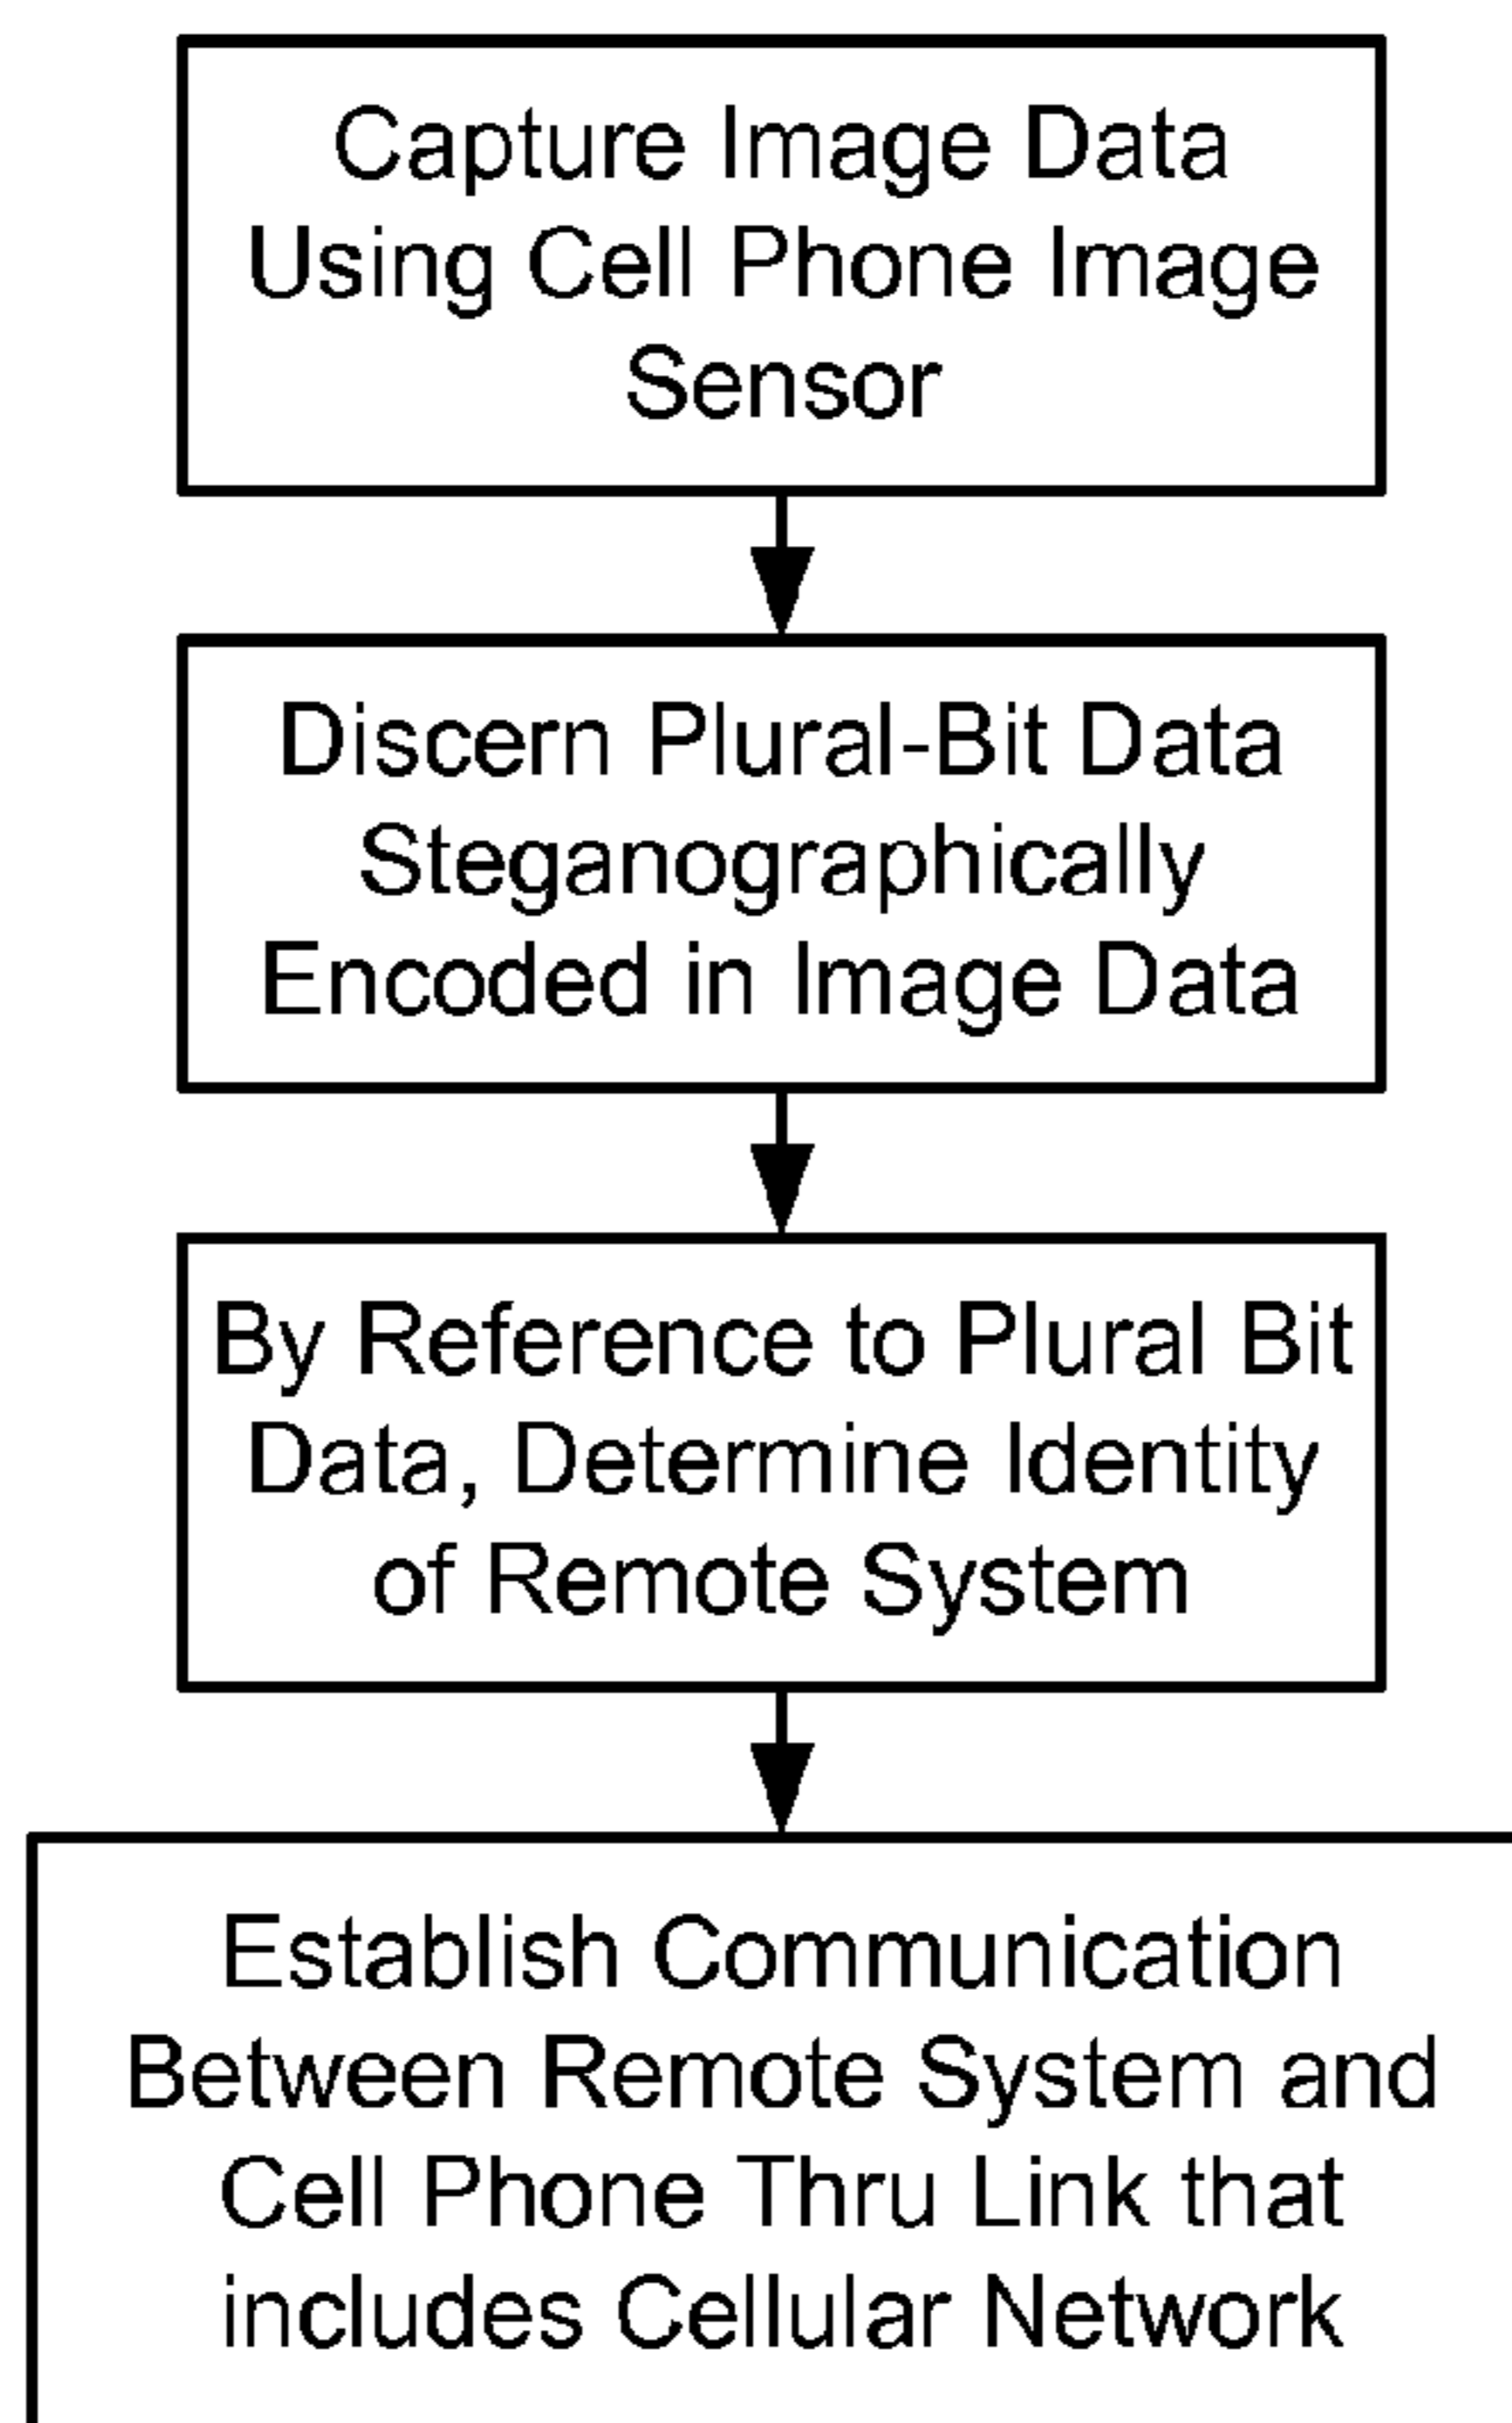 Capture Image Data
Using Cell Phone Image
Sensor
Discern Plural-Bit Data
Steganographically
Encoded in Image Data
By Reference to Plural Bit
Data, Determine Identity
of Remote System
Establish Communication
Between Remote System and
Cell Phone Thru Link that
includes Cellular Network